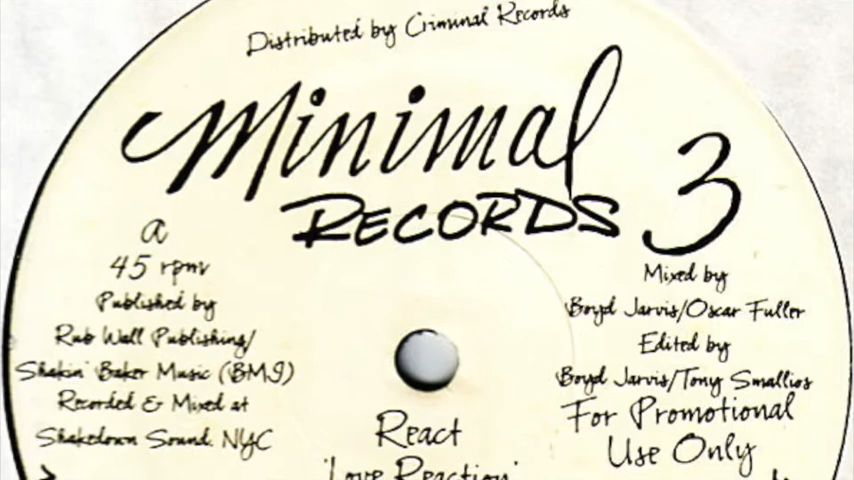 Distributed by Criminal Records
Minimal
RECORDS 3
a
45 rpm
Published by
Rub Wall Publishing/
Shakin' Baker Music (BMI)
Recorded & Mixed at
Shakedown Sound NYC
Mixed by
Boyd Jarvis/Oscar Fuller
Edited by
Boyd Jarvis/Tony Smallios
For Promotional
Use Only
React
'Love Reaction'